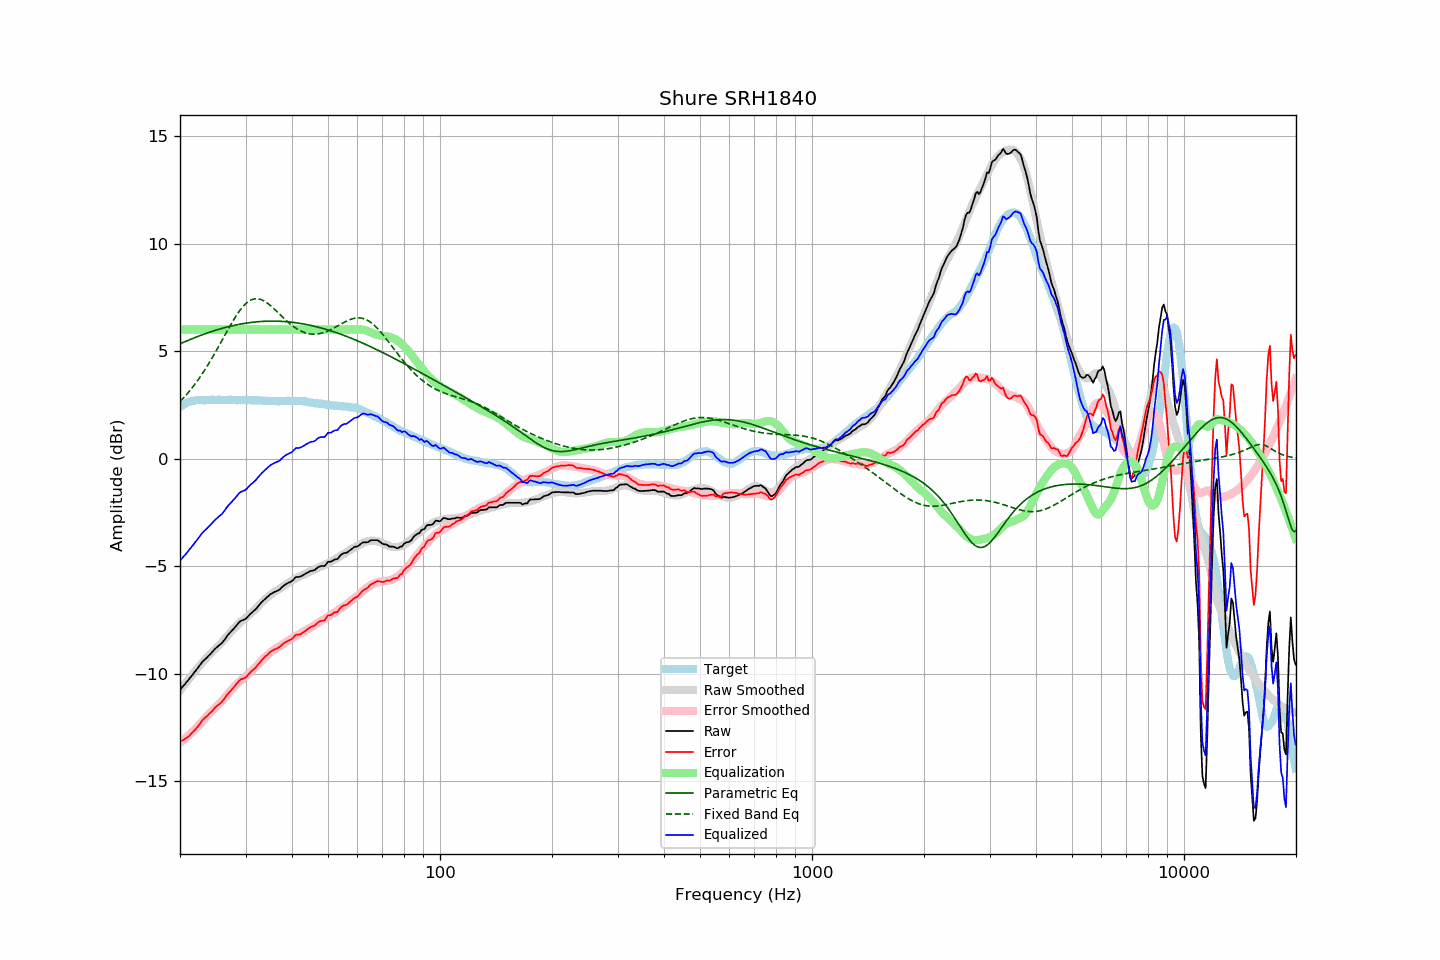 Shure SRH1840
15
10
5
0
−5
−10
−15
Amplitude (dBr)
Target
Raw Smoothed
Error Smoothed
Raw
Error
Equalization
Parametric Eq
Fixed Band Eq
Equalized
100
1000
10000
Frequency (Hz)